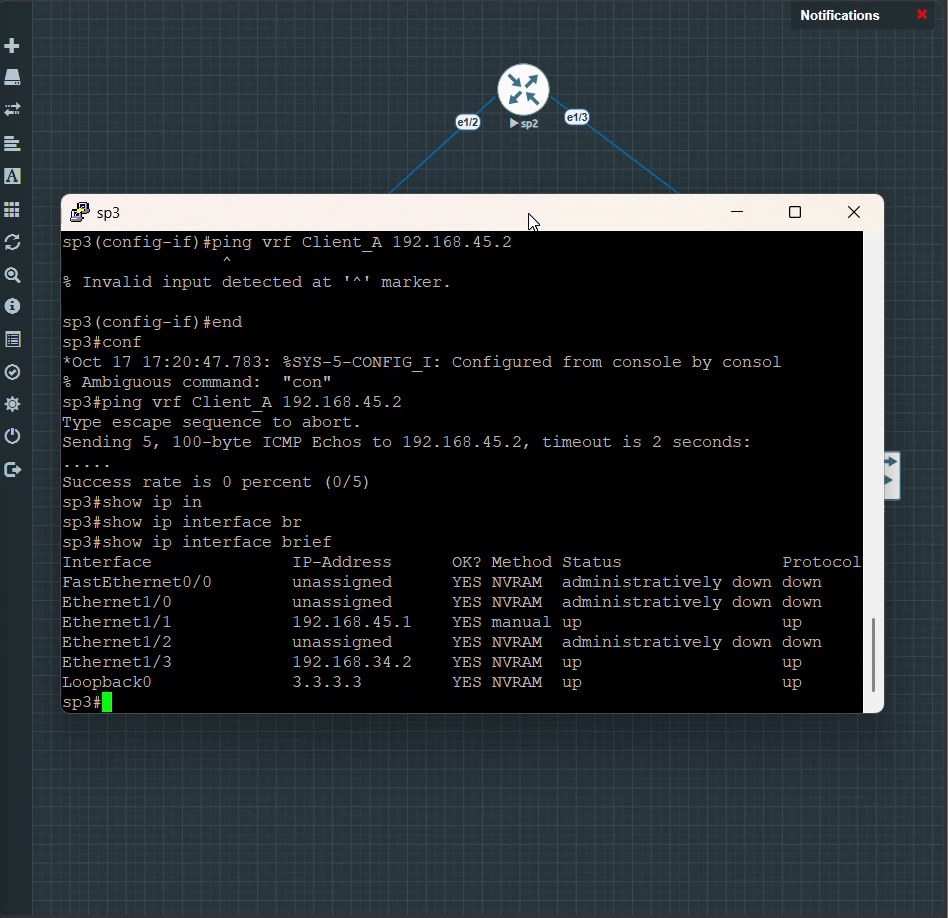 Notifications
e1/2
e1/3
sp2
sp3
sp3(config-if)#ping vrf Client_A 192.168.45.2
^
% Invalid input detected at '^' marker.
sp3(config-if)#end
sp3#conf
*Oct 17 17:20:47.783: %SYS-5-CONFIG_I: Configured from console by consol
% Ambiguous command:  "con"
sp3#ping vrf Client_A 192.168.45.2
Type escape sequence to abort.
Sending 5, 100-byte ICMP Echos to 192.168.45.2, timeout is 2 seconds:
.....
Success rate is 0 percent (0/5)
sp3#show ip in
sp3#show ip interface br
sp3#show ip interface brief
Interface IP-Address OK? Method Status Protocol
FastEthernet0/0 unassigned YES NVRAM administratively down down
Ethernet1/0 unassigned YES NVRAM administratively down down
Ethernet1/1 192.168.45.1 YES manual up up
Ethernet1/2 unassigned YES NVRAM administratively down down
Ethernet1/3 192.168.34.2 YES NVRAM up up
Loopback0 3.3.3.3 YES NVRAM up up
sp3#